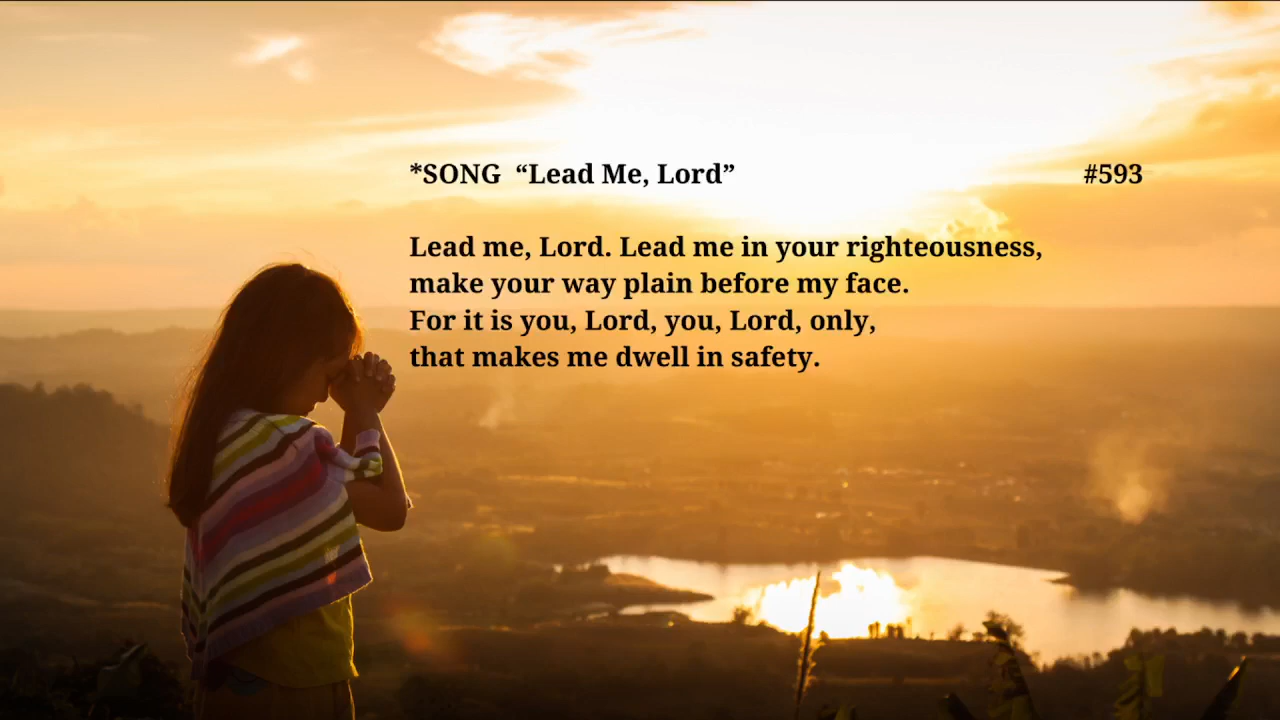 *SONG “Lead Me, Lord” #593
Lead me, Lord. Lead me in your righteousness,
make your way plain before my face.
For it is you, Lord, you, Lord, only,
that makes me dwell in safety.